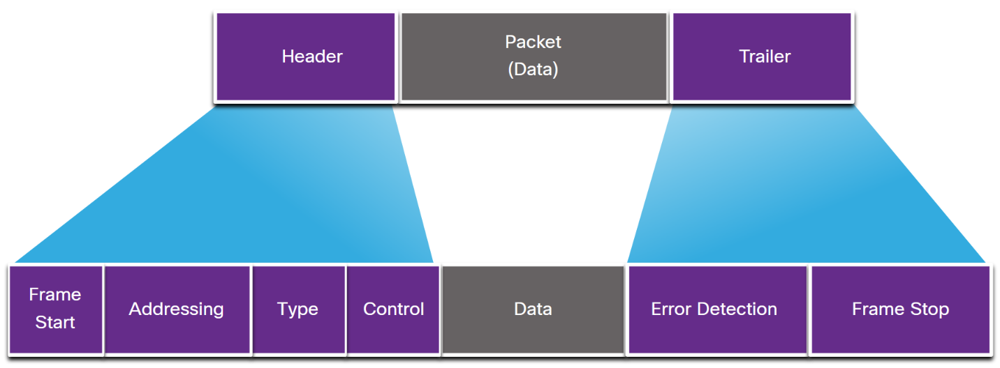 Header
Packet
(Data)
Trailer
Frame
Start
Addressing
Type
Control
Data
Error Detection
Frame Stop